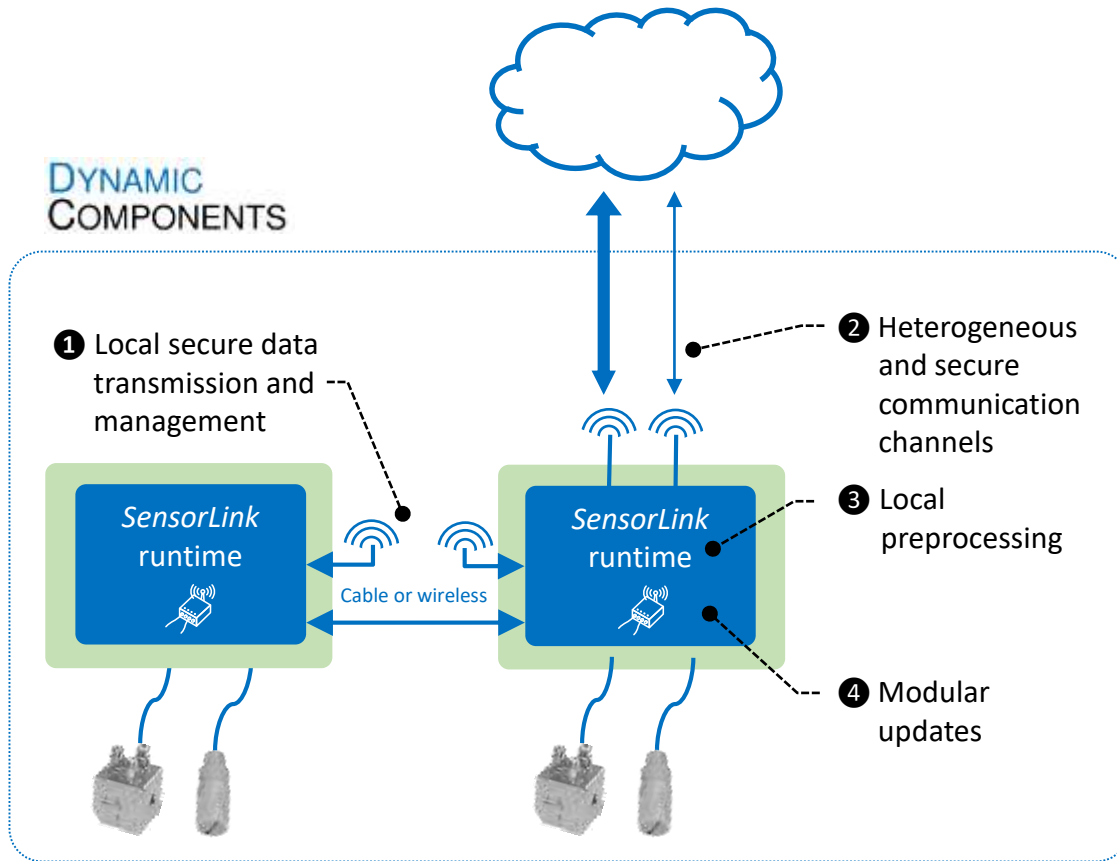 DYNAMIC
COMPONENTS
❶ Local secure data
transmission and
management
❷ Heterogeneous
and secure
communication
channels
SensorLink
runtime
Cable or wireless
SensorLink
runtime
❸ Local
preprocessing
❹ Modular
updates